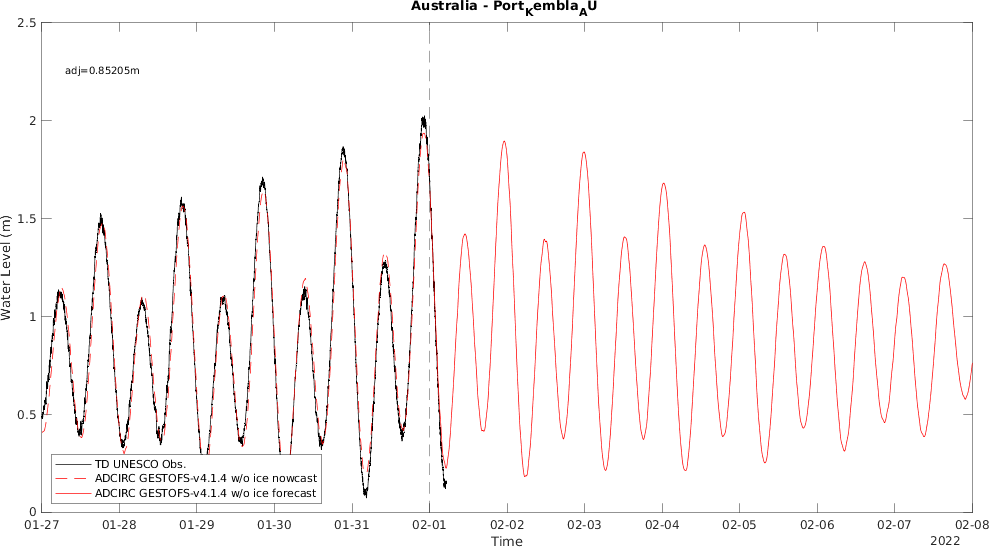 Australia - PortKemblaAU
2.5
adj=0.85205m
2
1.5
Water Level (m)
1
0.5
TD UNESCO Obs.
ADCIRC GESTOFS-v4.1.4 w/o ice nowcast
ADCIRC GESTOFS-v4.1.4 w/o ice forecast
0
01-27 01-28 01-29 01-30 01-31 02-01 02-02 02-03 02-04 02-05 02-06 02-07 02-08
Time
2022